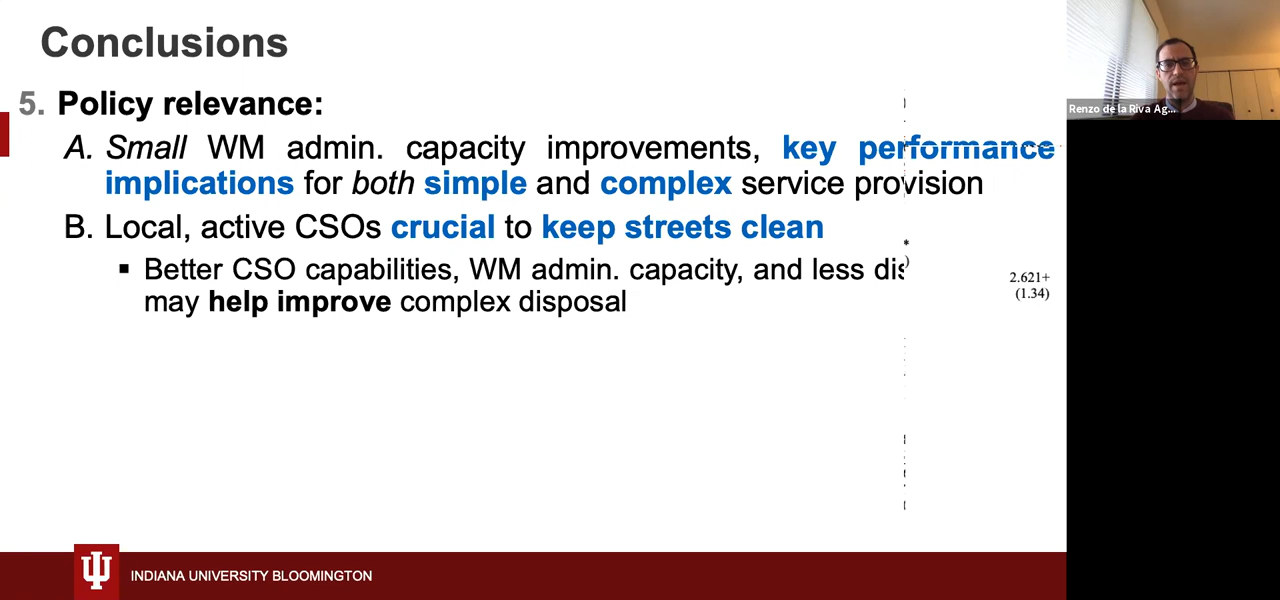 Conclusions
5. Policy relevance:
A. Small WM admin. capacity improvements, key performance
implications for both simple and complex service provision
B. Local, active CSOs crucial to keep streets clean
▪ Better CSO capabilities, WM admin. capacity, and less
may help improve complex disposal
*
)
2.621+
(1.34)
Renzo de la Riva Ag...
INDIANA UNIVERSITY BLOOMINGTON